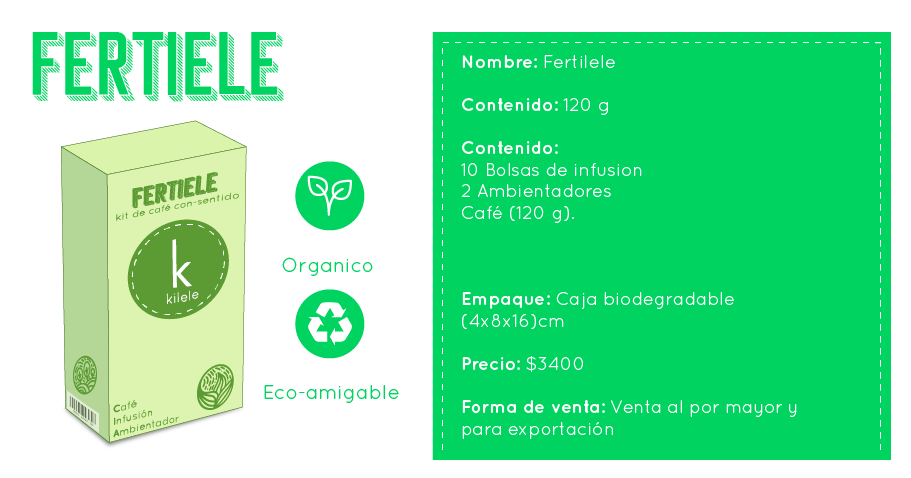 FERTIELE
FERTIELE
kit de café con-sentido
k
kilele
Café
Infusión
Ambientador
Organico
Eco-amigable
Nombre: Fertilele
Contenido: 120 g
Contenido:
10 Bolsas de infusion
2 Ambientadores
Café (120 g).
Empaque: Caja biodegradable
(4x8x16)cm
Precio: $3400
Forma de venta: Venta al por mayor y
para exportación